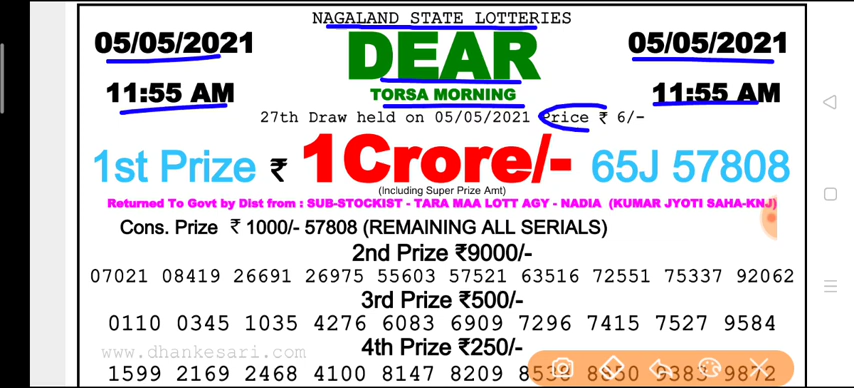 NAGALAND STATE LOTTERIES
05/05/2021 DEAR 05/05/2021
11:55 AM TORSA MORNING 11:55 AM
27th Draw held on 05/05/2021 Price ₹ 6/-
1st Prize ₹ 1Crore/- 65J 57808
(Including Super Prize Amt)
Returned To Govt by Dist from : SUB-STOCKIST - TARA MAA LOTT AGY - NADIA (KUMAR JYOTI SAHA-KNJ)
Cons. Prize ₹ 1000/- 57808 (REMAINING ALL SERIALS)
2nd Prize ₹9000/-
07021 08419 26691 26975 55603 57521 63516 72551 75337 92062
3rd Prize ₹500/-
0110 0345 1035 4276 6083 6909 7296 7415 7527 9584
4th Prize ₹250/-
www.dhankesari.com
1599 2169 2468 4100 8147 8209 9383 9872